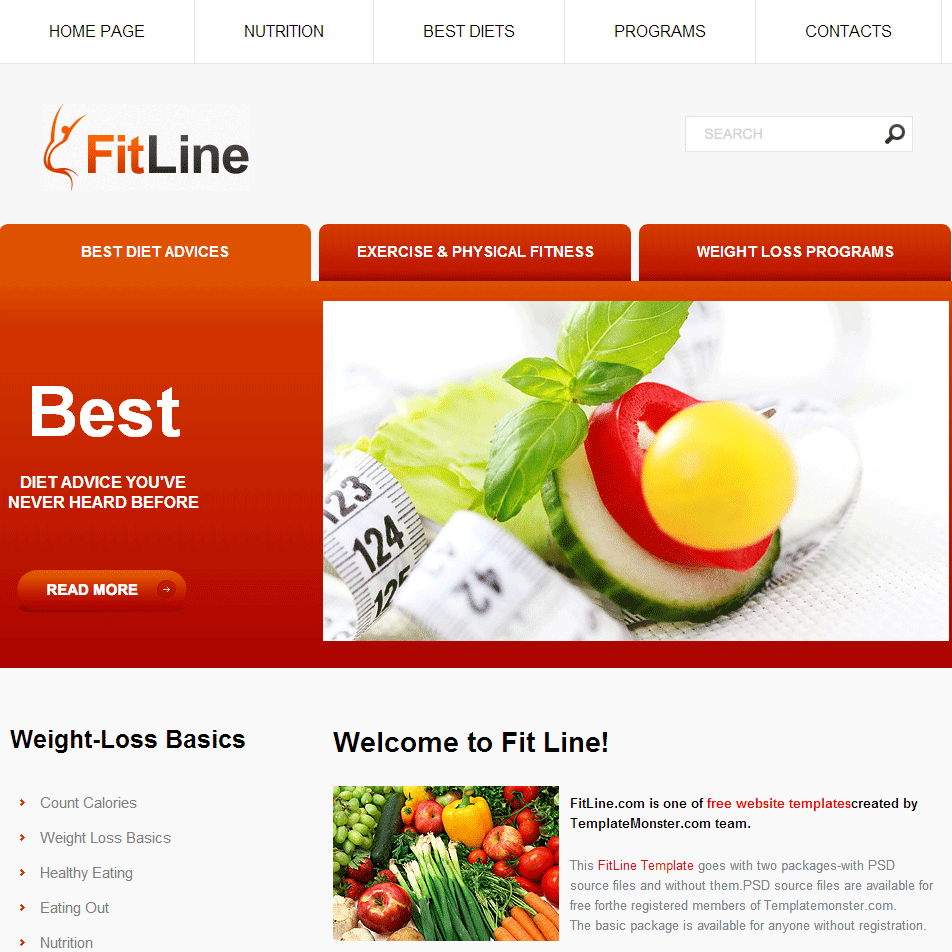 HOME PAGE
NUTRITION
BEST DIETS
PROGRAMS
CONTACTS
FitLine
SEARCH
BEST DIET ADVICES
EXERCISE & PHYSICAL FITNESS
WEIGHT LOSS PROGRAMS
Best
DIET ADVICE YOU'VE
NEVER HEARD BEFORE
READ MORE
123
124
125
42
Weight-Loss Basics
Count Calories
Weight Loss Basics
Healthy Eating
Eating Out
Nutrition
Welcome to Fit Line!
FitLine.com is one of free website templatescreated by
TemplateMonster.com team.
This FitLine Template goes with two packages-with PSD
source files and without them.PSD source files are available for
free forthe registered members of Templatemonster.com.
The basic package is available for anyone without registration.